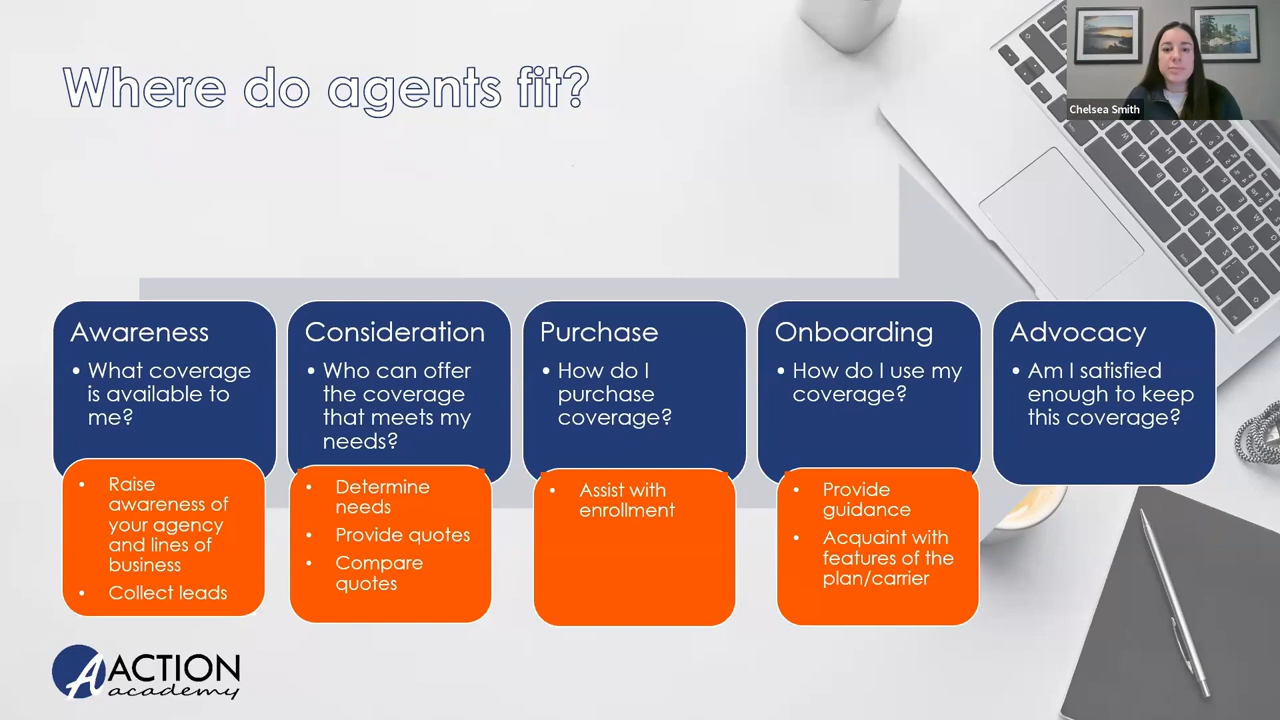 Where do agents fit?
Chelsea Smith
Awareness
• What coverage
is available to
me?
• Raise
awareness of
your agency
and lines of
business
• Collect leads
Consideration
• Who can offer
the coverage
that meets my
needs?
• Determine
needs
• Provide quotes
• Compare
quotes
Purchase
• How do I
purchase
coverage?
• Assist with
enrollment
Onboarding
• How do I use my
coverage?
• Provide
guidance
• Acquaint with
features of the
plan/carrier
Advocacy
• Am I satisfied
enough to keep
this coverage?
A ACTION
academy